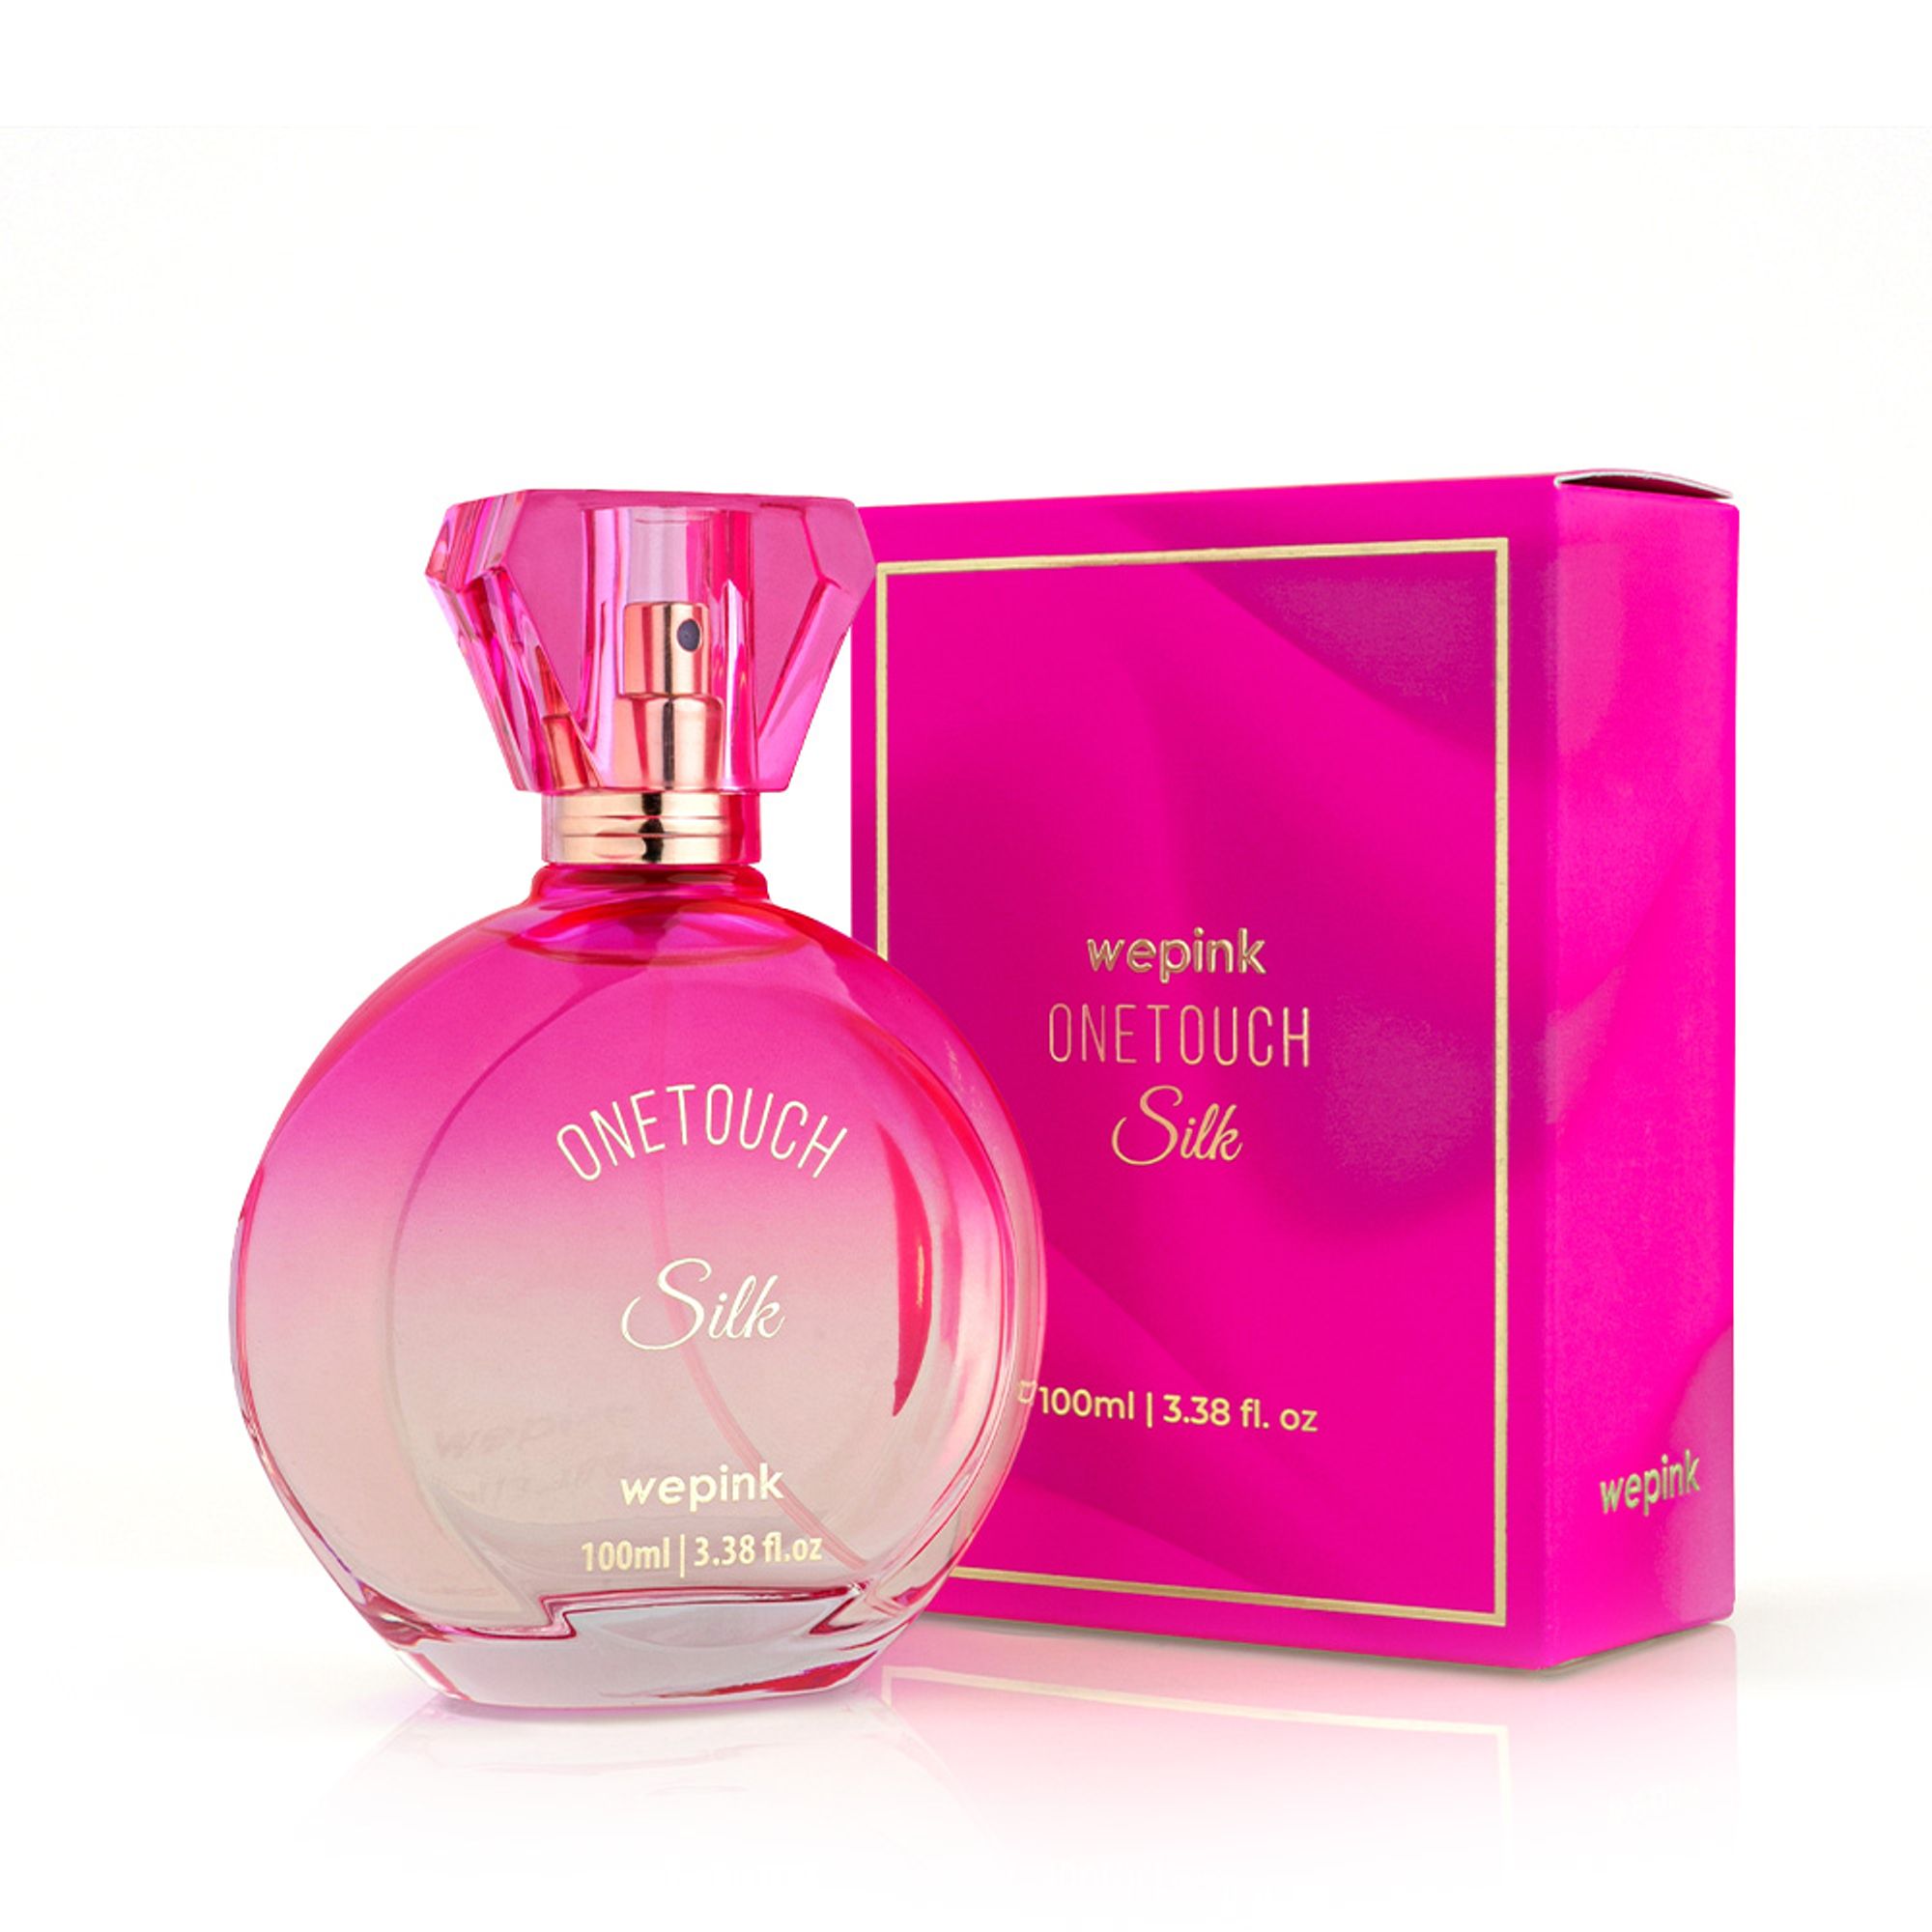 ONETOUCH
Silk
wepink
100ml | 3.38 fl.oz
wepink
ONETOUCH
Silk
100ml | 3.38 fl. oz
wepink